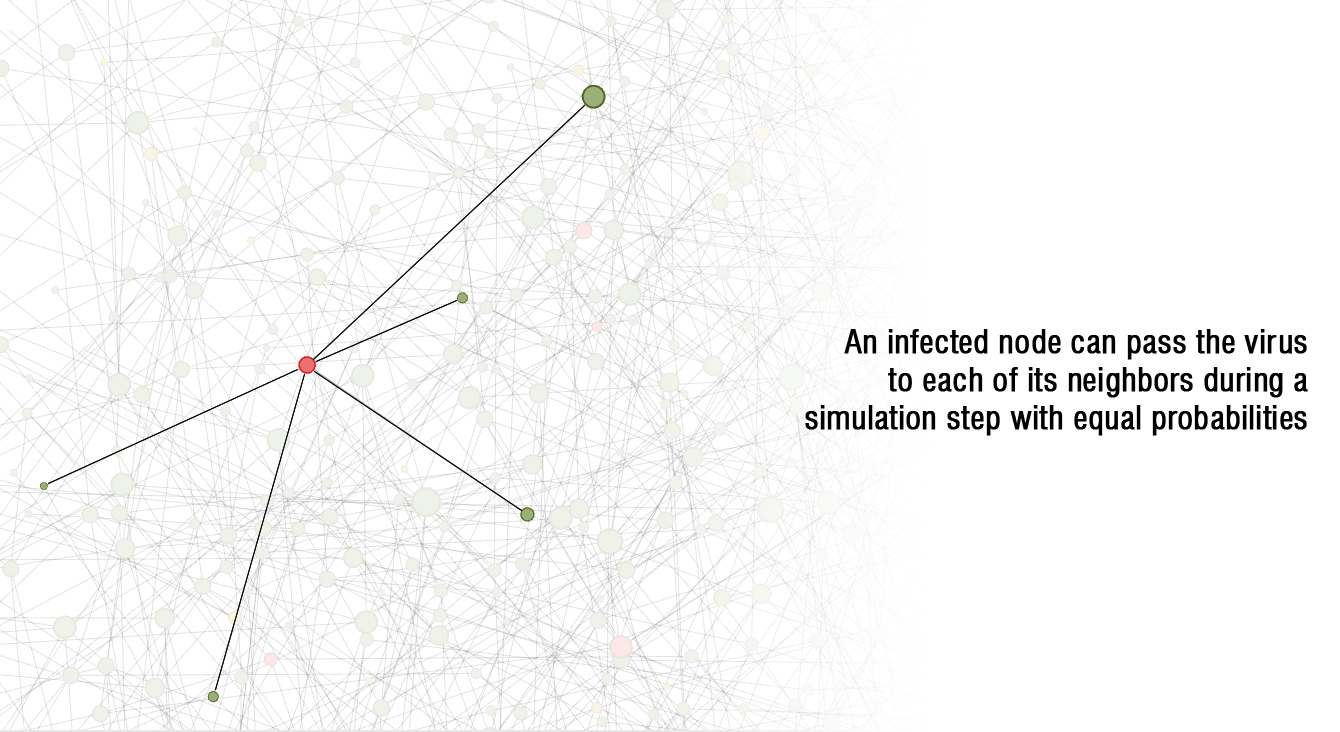 An infected node can pass the virus
to each of its neighbors during a
simulation step with equal probabilities